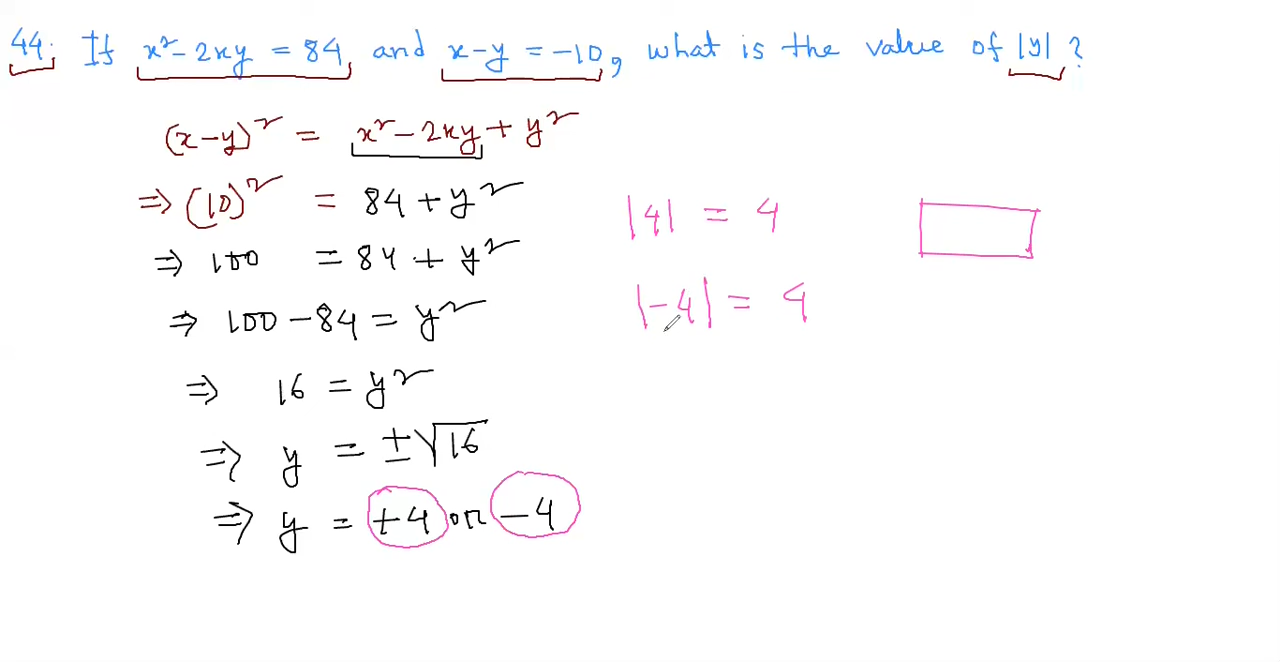 44. If x² - 2xy = 84, and x - y = -10, what is the value of |y| ?
(x - y)² = x² - 2xy + y²
⇒ (10)² = 84 + y²
⇒ 100 = 84 + y²
⇒ 100 - 84 = y²
⇒ 16 = y²
⇒ y = ±√16
⇒ y = +4 or -4
|4| = 4
|-4| = 4